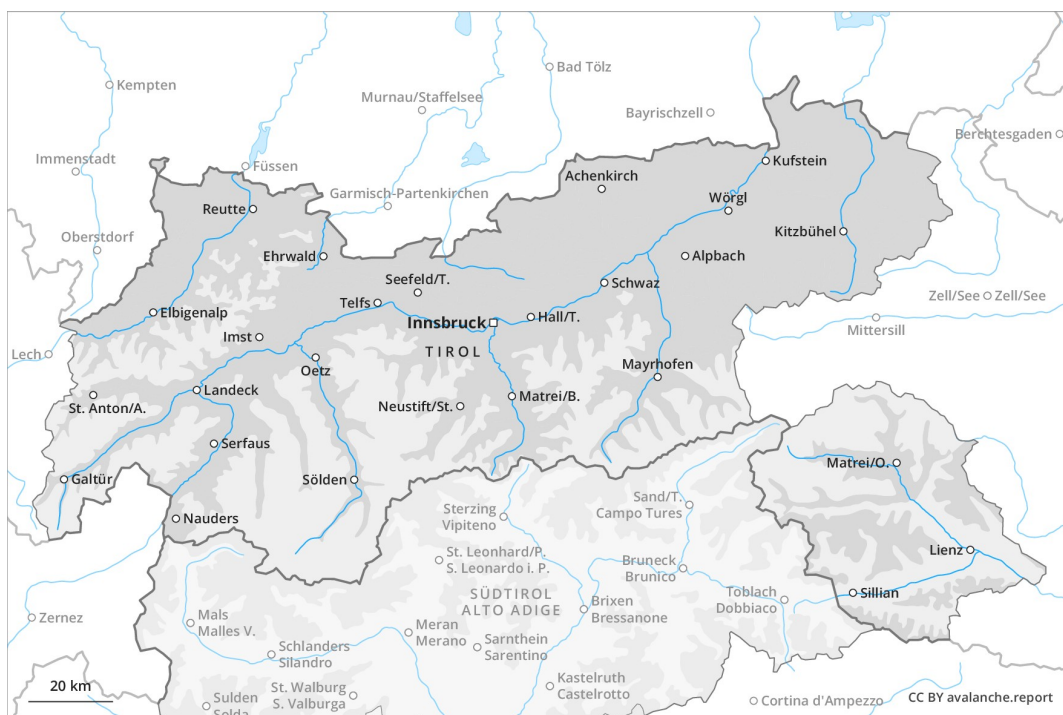 Kempten
Bad Tölz
Murnau/Staffelsee
Bayrischzell
Berchtesgaden
Immenstadt
Füssen
Kufstein
Achenkirch
Garmisch-Partenkirchen
Reutte
Wörgl
Kitzbühel
Oberstdorf
Ehrwald
Alpbach
Seefeld/T.
Schwaz
Zell/See
Zell/See
Telfs
Elbigenalp
Innsbruck
Hall/T.
Mittersill
Imst
Lech
TIROL
Oetz
Mayrhofen
Landeck
St. Anton/A.
Neustift/St.
Matrei/B.
Serfaus
Matrei/O.
Galtür
Sölden
Sand/T.
Campo Tures
Sterzing
Vipiteno
Nauders
Lienz
St. Leonhard/P.
S. Leonardo i. P.
Bruneck
Brunico
Sillian
SÜDTIROL
ALTO ADIGE
Toblach
Dobbiaco
Zernez
Mals
Malles V.
Brixen
Bressanone
Meran
Merano
Sarnthein
Sarentino
Schlanders
Silandro
Kastelruth
Castelrotto
20 km
St. Walburg
S. Valburga
Sulden
Solda
Cortina d'Ampezzo
CC BY avalanche.report